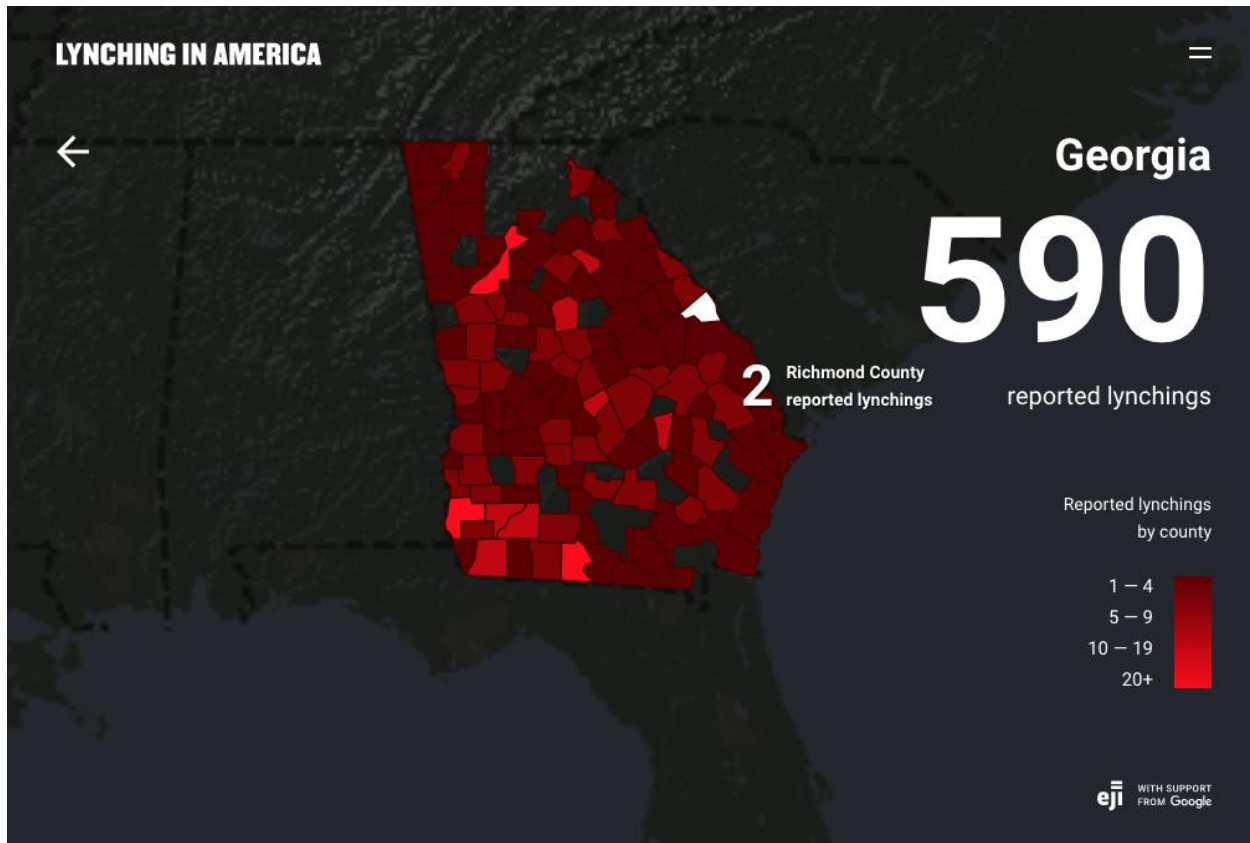 LYNCHING IN AMERICA
Georgia
590
reported lynchings
2
Richmond County
reported lynchings
Reported lynchings
by county
1 — 4
5 — 9
10 — 19
20+
eji
WITH SUPPORT
FROM Google